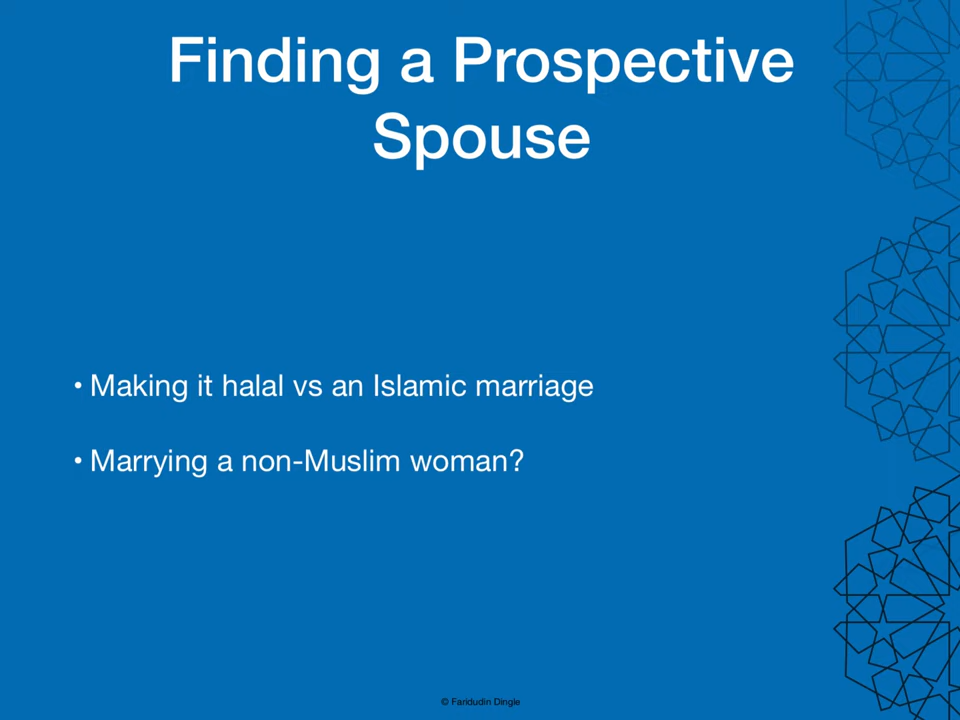 Finding a Prospective
Spouse
• Making it halal vs an Islamic marriage
• Marrying a non-Muslim woman?
© Faridudin Dingle